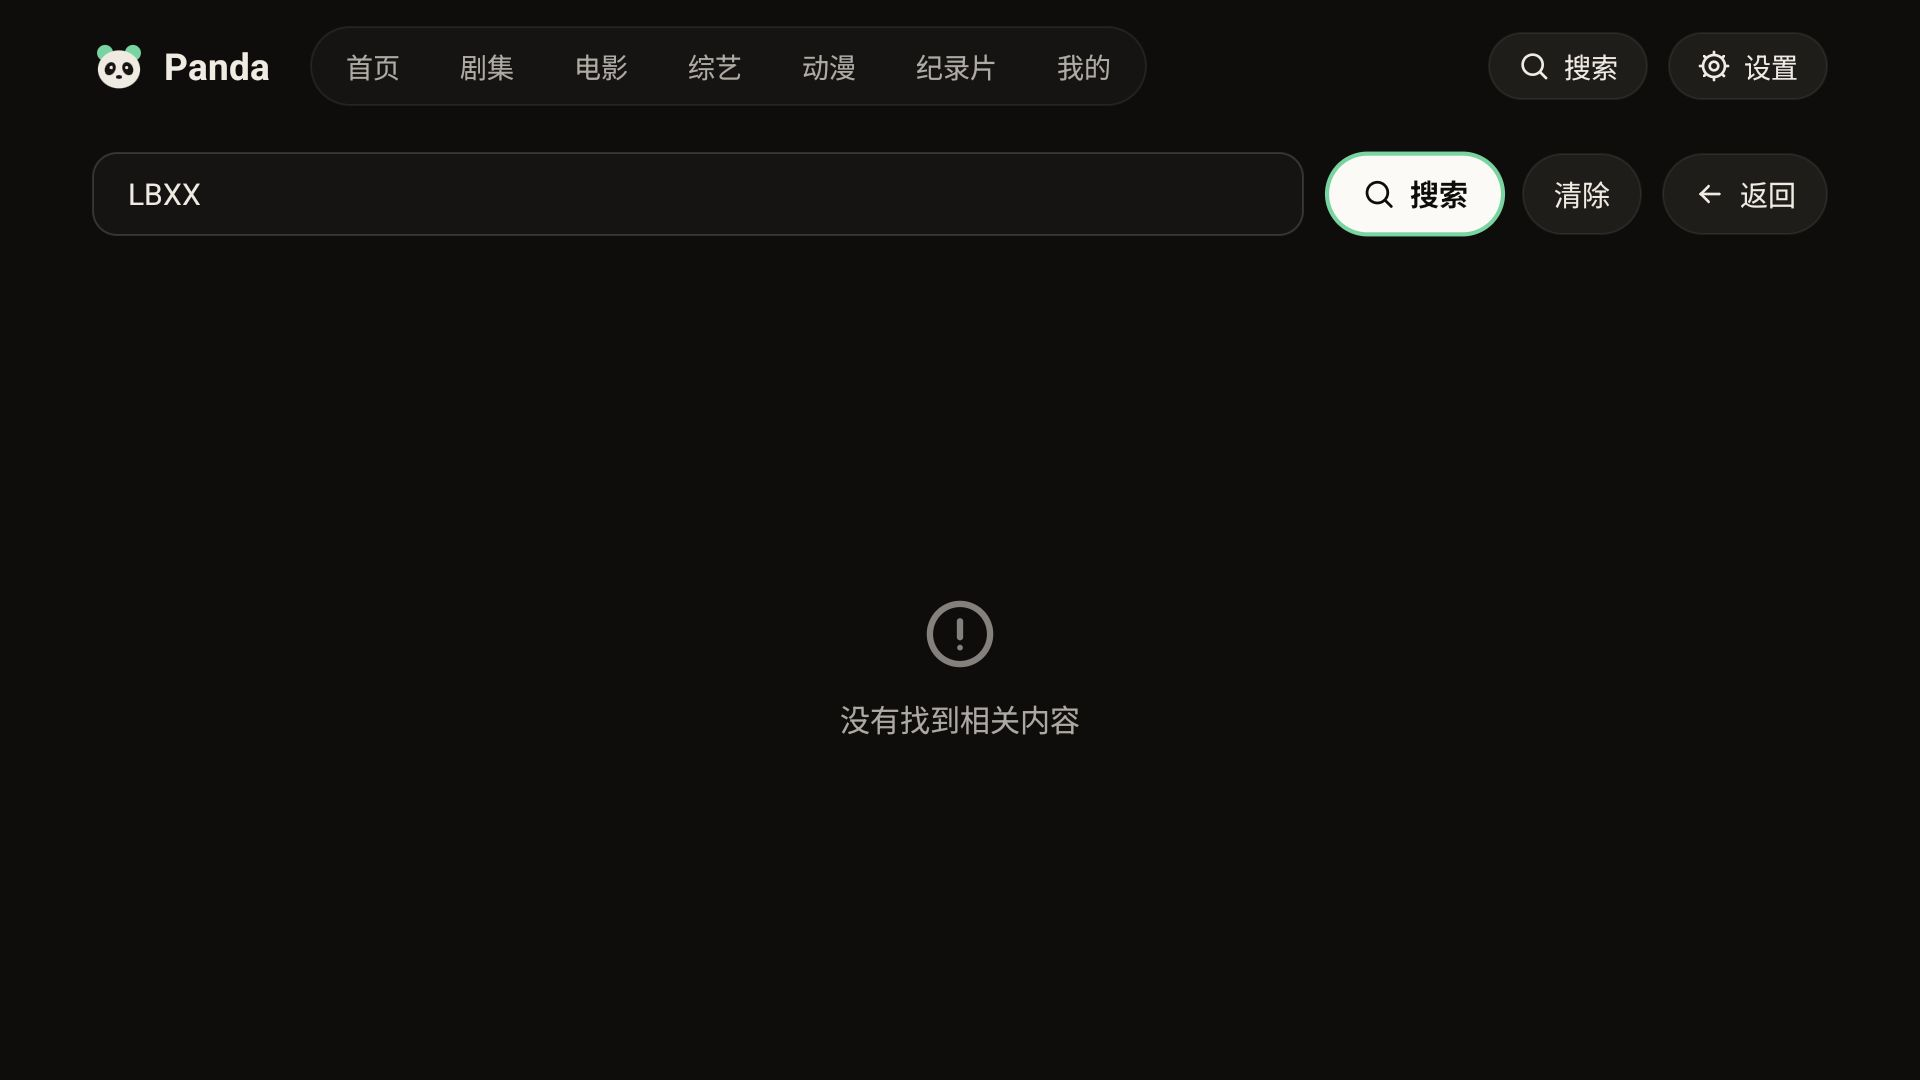 Panda 首页 剧集 电影 综艺 动漫 纪录片 我的 搜索 设置
LBXX 搜索 清除 返回
没有找到相关内容